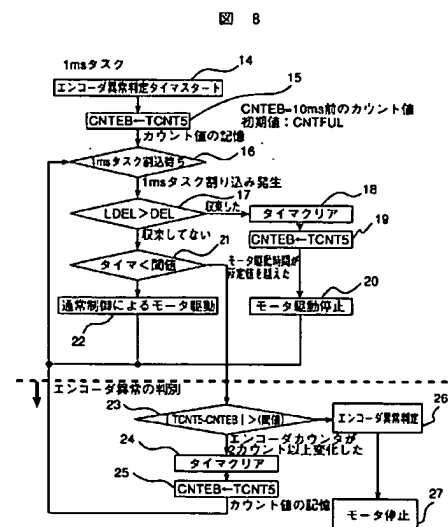 図 8
1msタスク
14
エンコーダ異常判定タイマスタート
15
CNTEB←TCNT5
CNTEB=10ms前のカウント値
初期値：CNTFUL
カウント値の記憶
16
1msタスク割込待ち
1msタスク割り込み発生
17
LDEL>DEL
収束した
18
タイマクリア
19
CNTEB←TCNT5
収束してない
21
タイマ<閾値
モータ駆動時間が
設定値を越えた
20
モータ駆動停止
通常制御によるモータ駆動
22
エンコーダ異常の判別
23
|TCNT5-CNTEB|>(閾値)
26
エンコーダ異常判定
エンコーダカウンタが
2カウント以上変化した
24
タイマクリア
25
CNTEB←TCNT5
カウント値の記憶
27
モータ停止